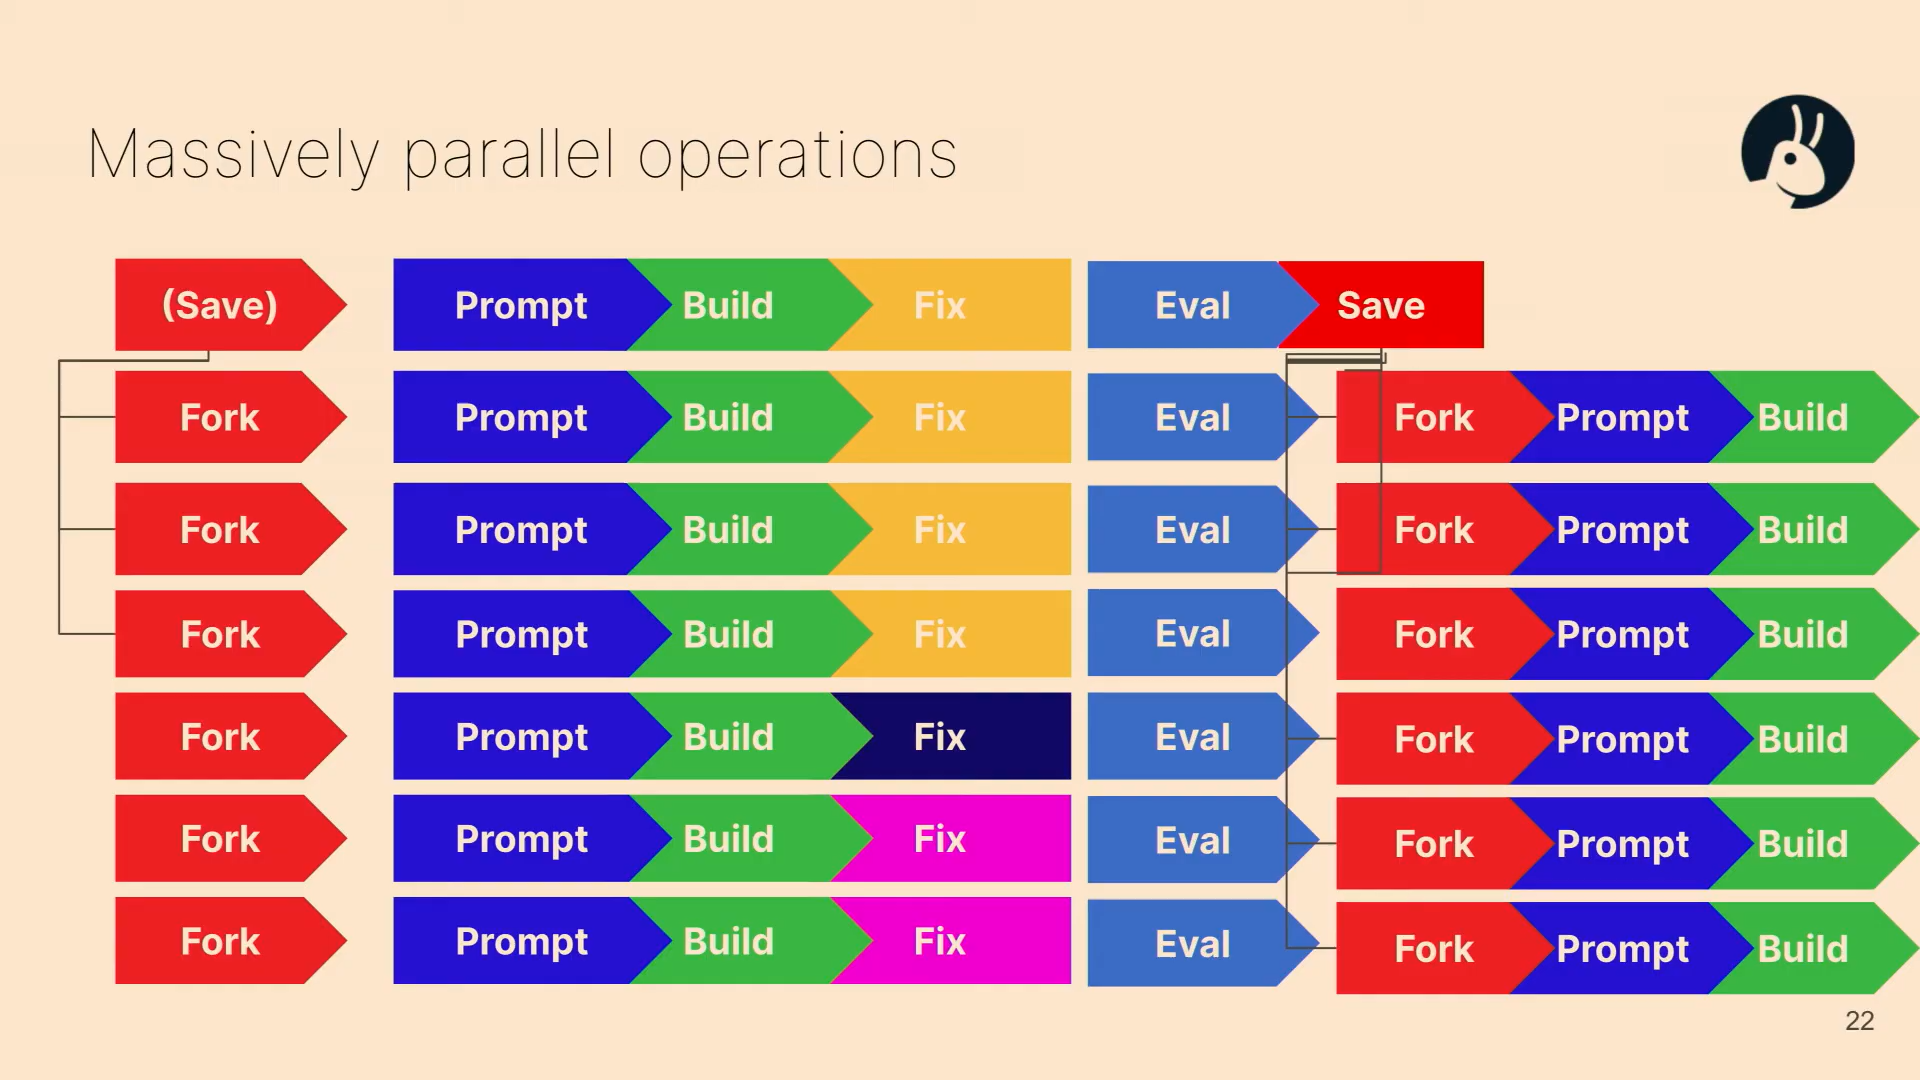 Massively parallel operations
(Save) Prompt Build Fix Eval Save
Fork Prompt Build Fix Eval Fork Prompt Build
Fork Prompt Build Fix Eval Fork Prompt Build
Fork Prompt Build Fix Eval Fork Prompt Build
Fork Prompt Build Fix Eval Fork Prompt Build
Fork Prompt Build Fix Eval Fork Prompt Build
Fork Prompt Build Fix Eval Fork Prompt Build
22